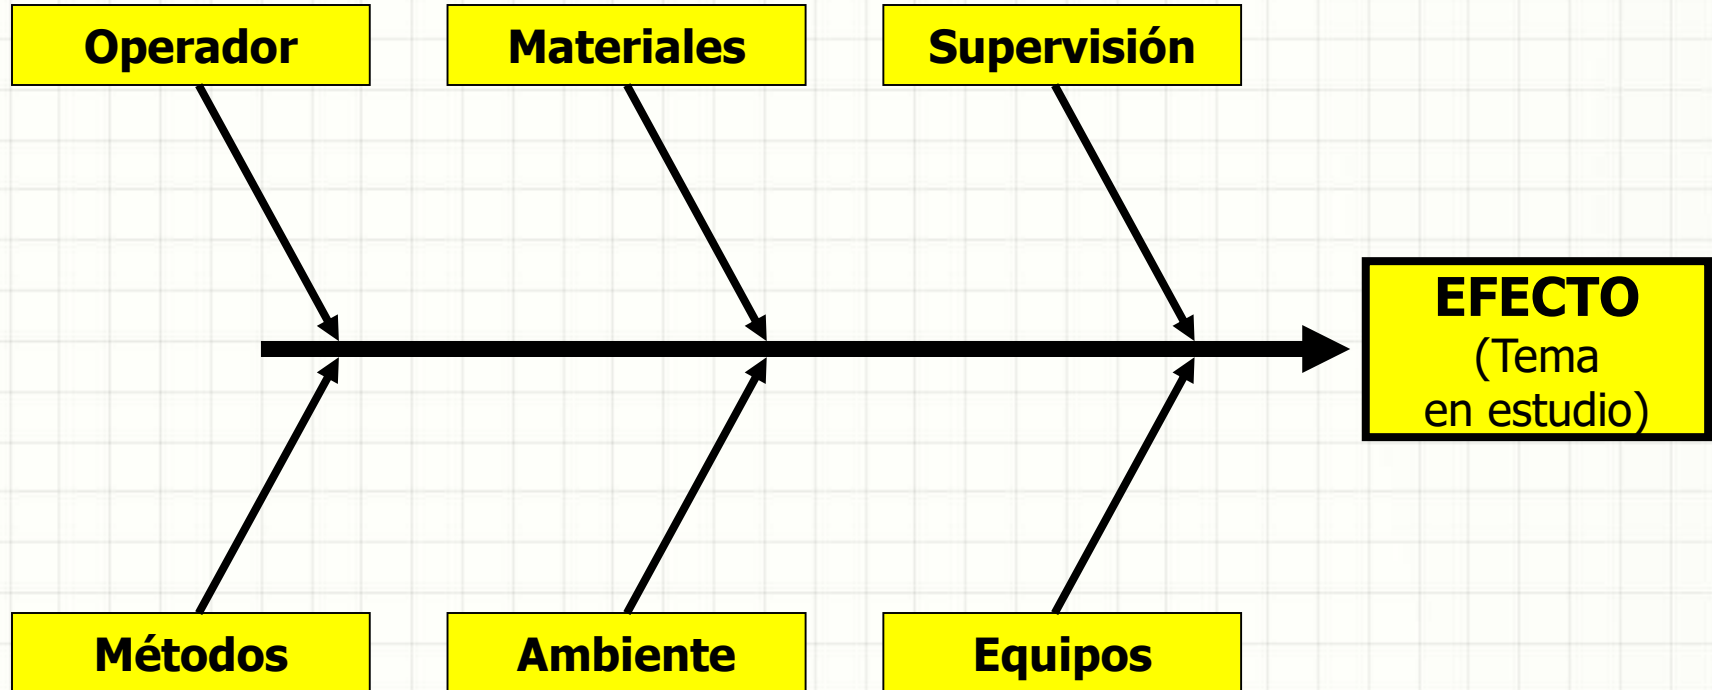 Operador
Materiales
Supervisión
EFECTO
(Tema
en estudio)
Métodos
Ambiente
Equipos